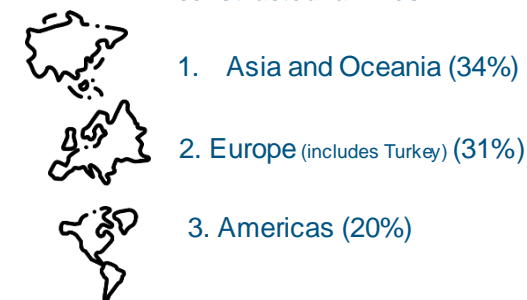 1. Asia and Oceania (34%)
2. Europe (includes Turkey) (31%)
3. Americas (20%)